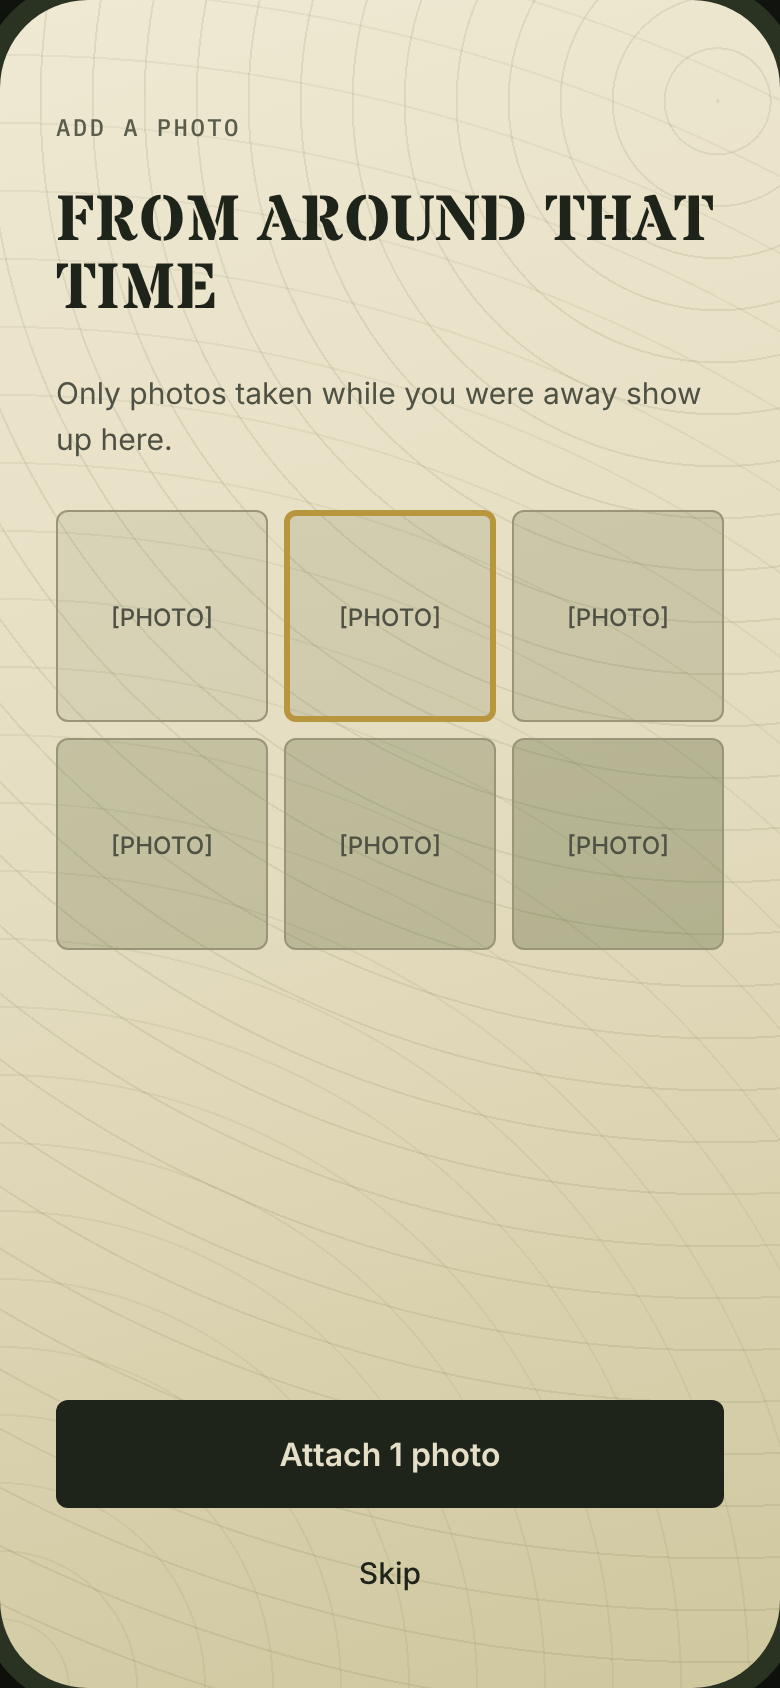 ADD A PHOTO
FROM AROUND THAT
TIME
Only photos taken while you were away show
up here.
[PHOTO] [PHOTO] [PHOTO]
[PHOTO] [PHOTO] [PHOTO]
Attach 1 photo
Skip